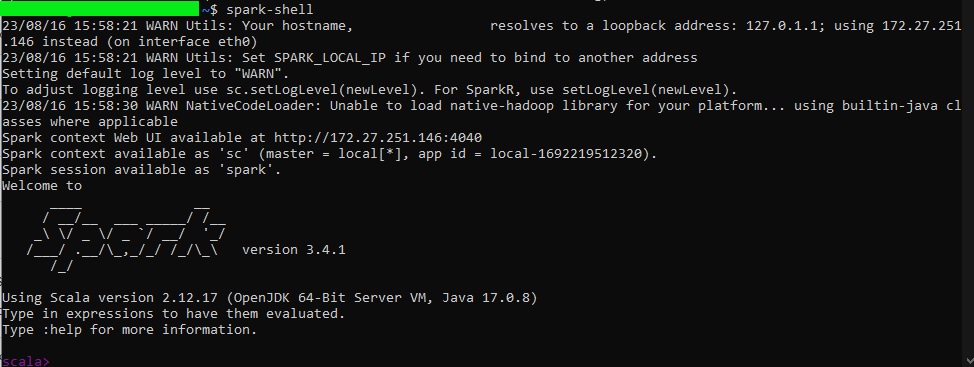 ~$ spark-shell
23/08/16 15:58:21 WARN Utils: Your hostname, resolves to a loopback address: 127.0.1.1; using 172.27.251
.146 instead (on interface eth0)
23/08/16 15:58:21 WARN Utils: Set SPARK_LOCAL_IP if you need to bind to another address
Setting default log level to "WARN".
To adjust logging level use sc.setLogLevel(newLevel). For SparkR, use setLogLevel(newLevel).
23/08/16 15:58:30 WARN NativeCodeLoader: Unable to load native-hadoop library for your platform... using builtin-java cl
asses where applicable
Spark context Web UI available at http://172.27.251.146:4040
Spark context available as 'sc' (master = local[*], app id = local-1692219512320).
Spark session available as 'spark'.
Welcome to
      ____              __
     / __/__  ___ _____/ /__
    _\ \/ _ \/ _ `/ __/  '_/
   /___/ .__/\_,_/_/ /_/\_\   version 3.4.1
      /_/
Using Scala version 2.12.17 (OpenJDK 64-Bit Server VM, Java 17.0.8)
Type in expressions to have them evaluated.
Type :help for more information.
scala>